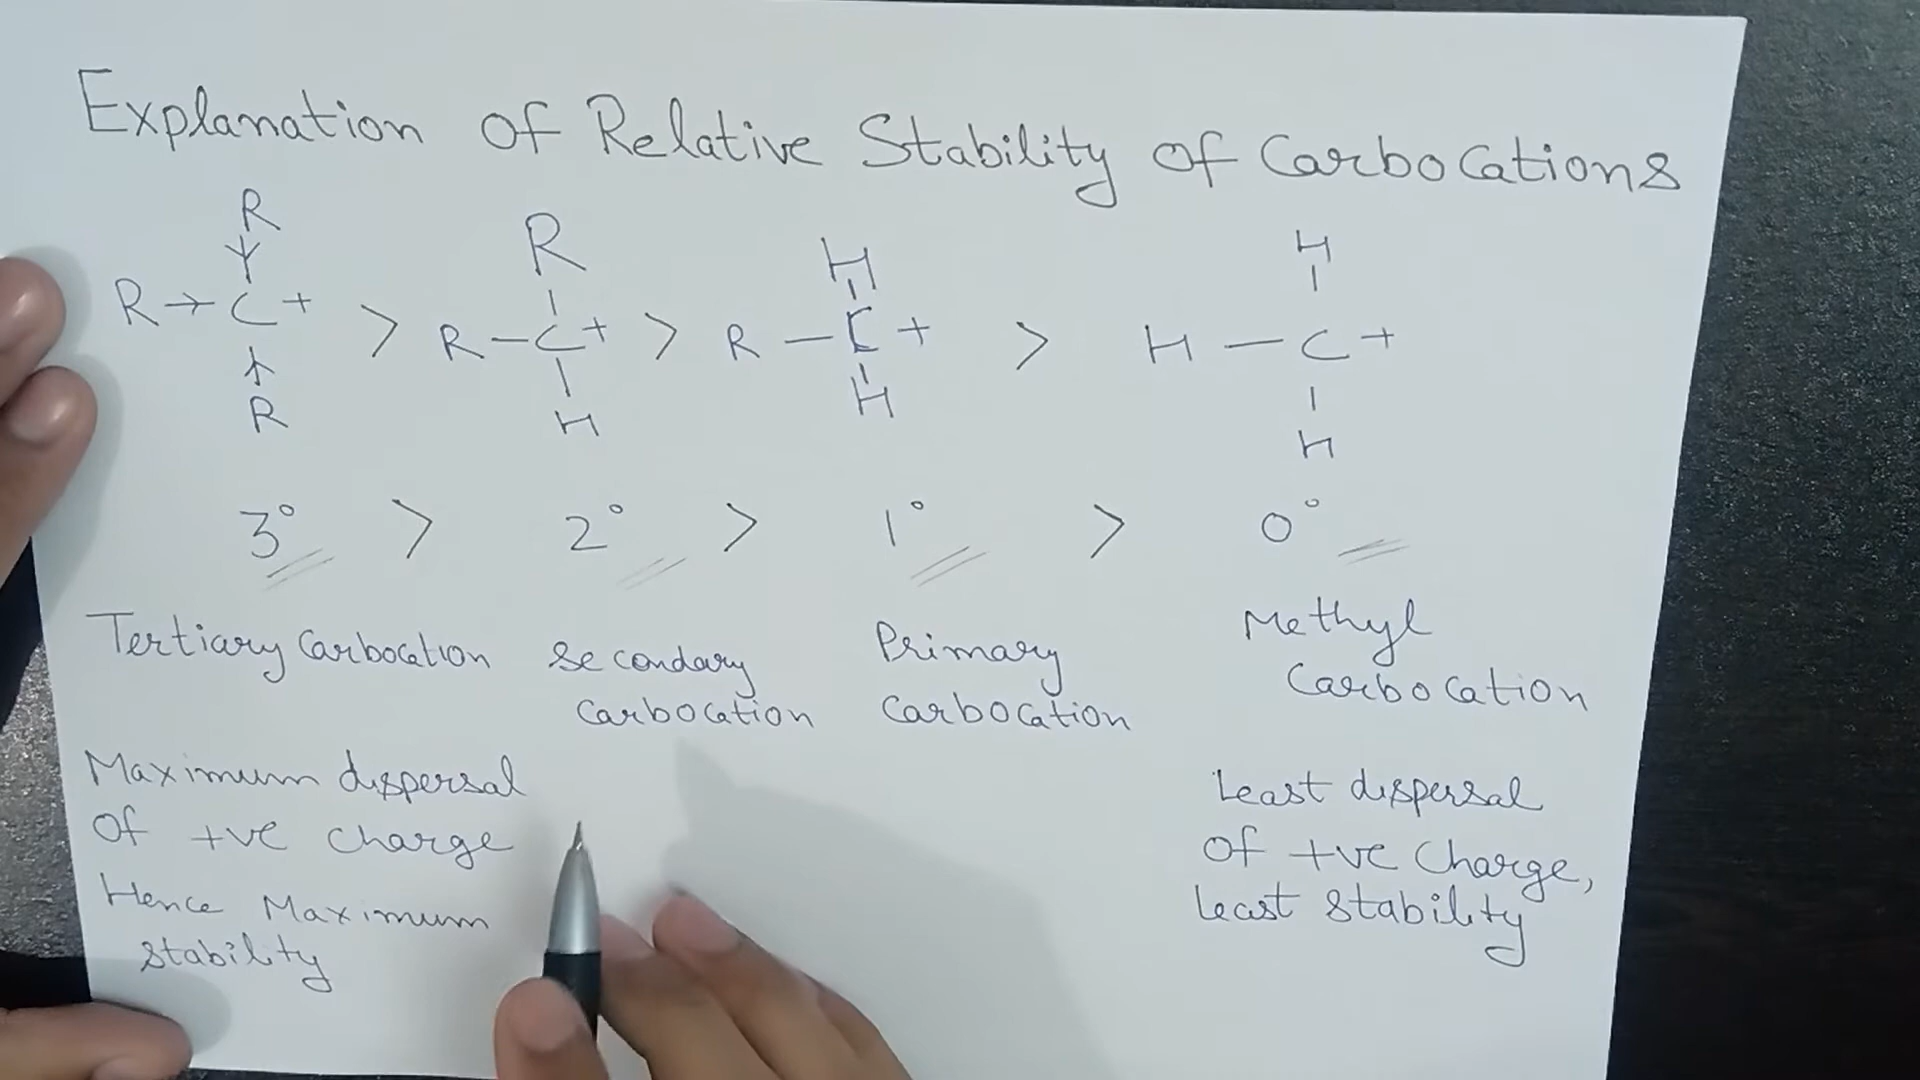 Explanation Of Relative Stability Of Carbocations
R R H H
R → C + > R – C + > R – C + > H – C +
R H H H
3° > 2° > 1° > 0°
Tertiary Carbocation
Secondary
Carbocation
Primary
Carbocation
Methyl
Carbocation
Maximum dispersal
Of +ve Charge
Hence Maximum
stability
Least dispersal
Of +ve Charge,
least stability